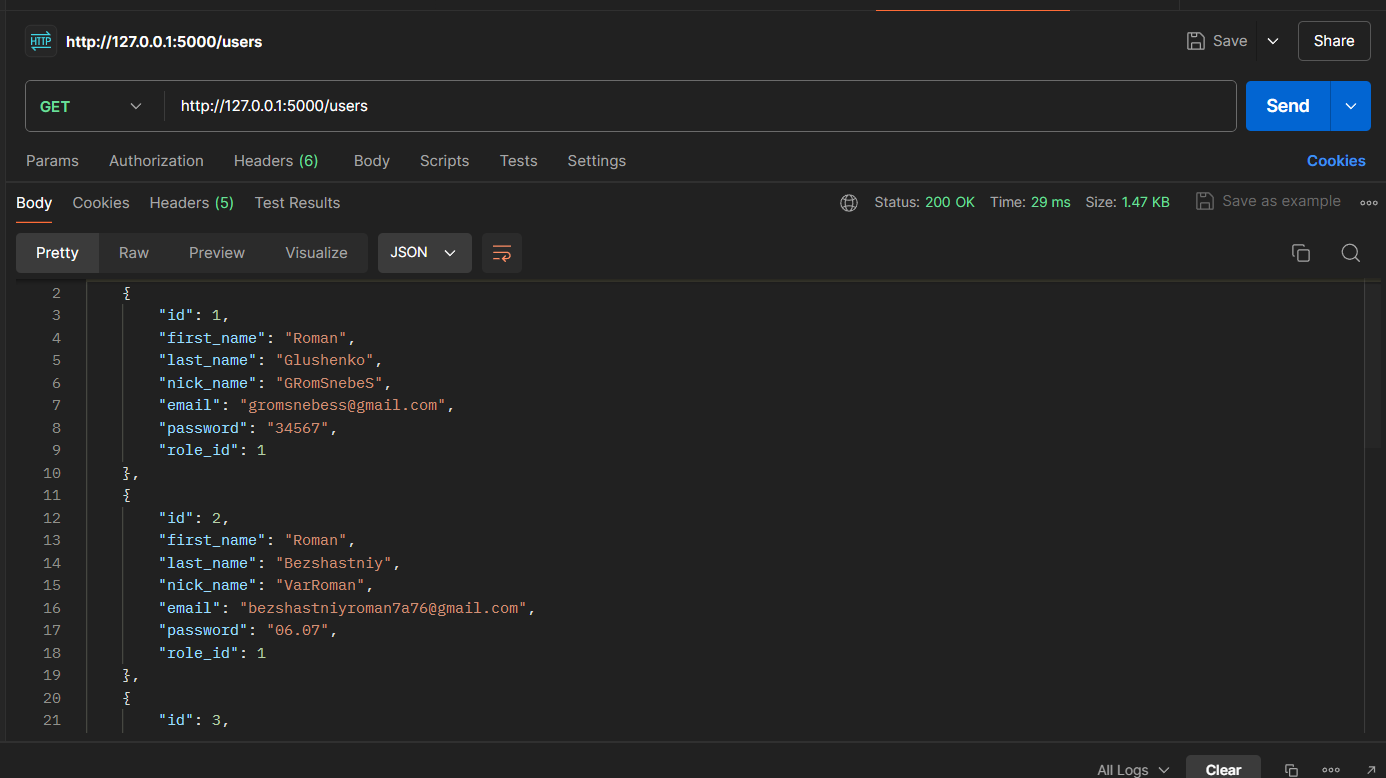 HTTP http://127.0.0.1:5000/users Save Share
GET http://127.0.0.1:5000/users Send
Params Authorization Headers (6) Body Scripts Tests Settings Cookies
Body Cookies Headers (5) Test Results Status: 200 OK Time: 29 ms Size: 1.47 KB Save as example
Pretty Raw Preview Visualize JSON
2 {
3 "id": 1,
4 "first_name": "Roman",
5 "last_name": "Glushenko",
6 "nick_name": "GRomSnebeS",
7 "email": "gromsnebess@gmail.com",
8 "password": "34567",
9 "role_id": 1
10 },
11 {
12 "id": 2,
13 "first_name": "Roman",
14 "last_name": "Bezshastniy",
15 "nick_name": "VarRoman",
16 "email": "bezshastniyroman7a76@gmail.com",
17 "password": "06.07",
18 "role_id": 1
19 },
20 {
21 "id": 3,
All Logs Clear